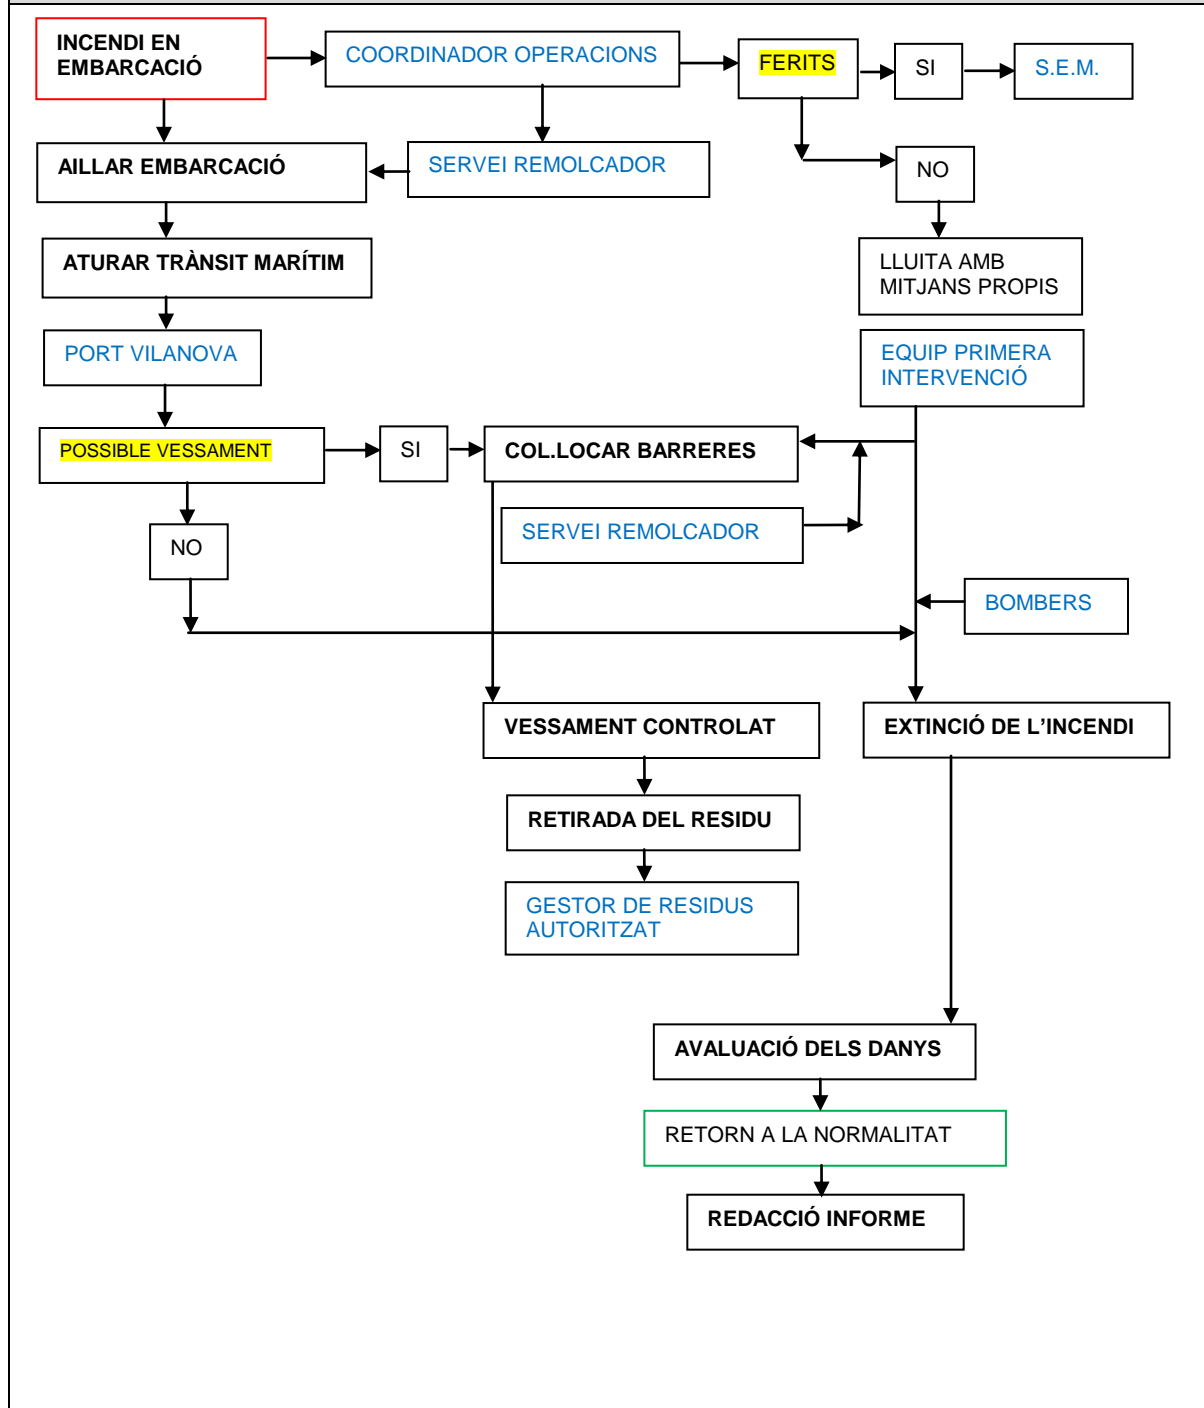 INCENDI EN
EMBARCACIÓ
COORDINADOR OPERACIONS
FERITS
SI
S.E.M.
AILLAR EMBARCACIÓ
SERVEI REMOLCADOR
NO
ATURAR TRÀNSIT MARÍTIM
LLUITA AMB
MITJANS PROPIS
PORT VILANOVA
EQUIP PRIMERA
INTERVENCIÓ
POSSIBLE VESSAMENT
SI
COL.LOCAR BARRERES
SERVEI REMOLCADOR
NO
BOMBERS
VESSAMENT CONTROLAT
EXTINCIÓ DE L’INCENDI
RETIRADA DEL RESIDU
GESTOR DE RESIDUS
AUTORITZAT
AVALUACIÓ DELS DANYS
RETORN A LA NORMALITAT
REDACCIÓ INFORME